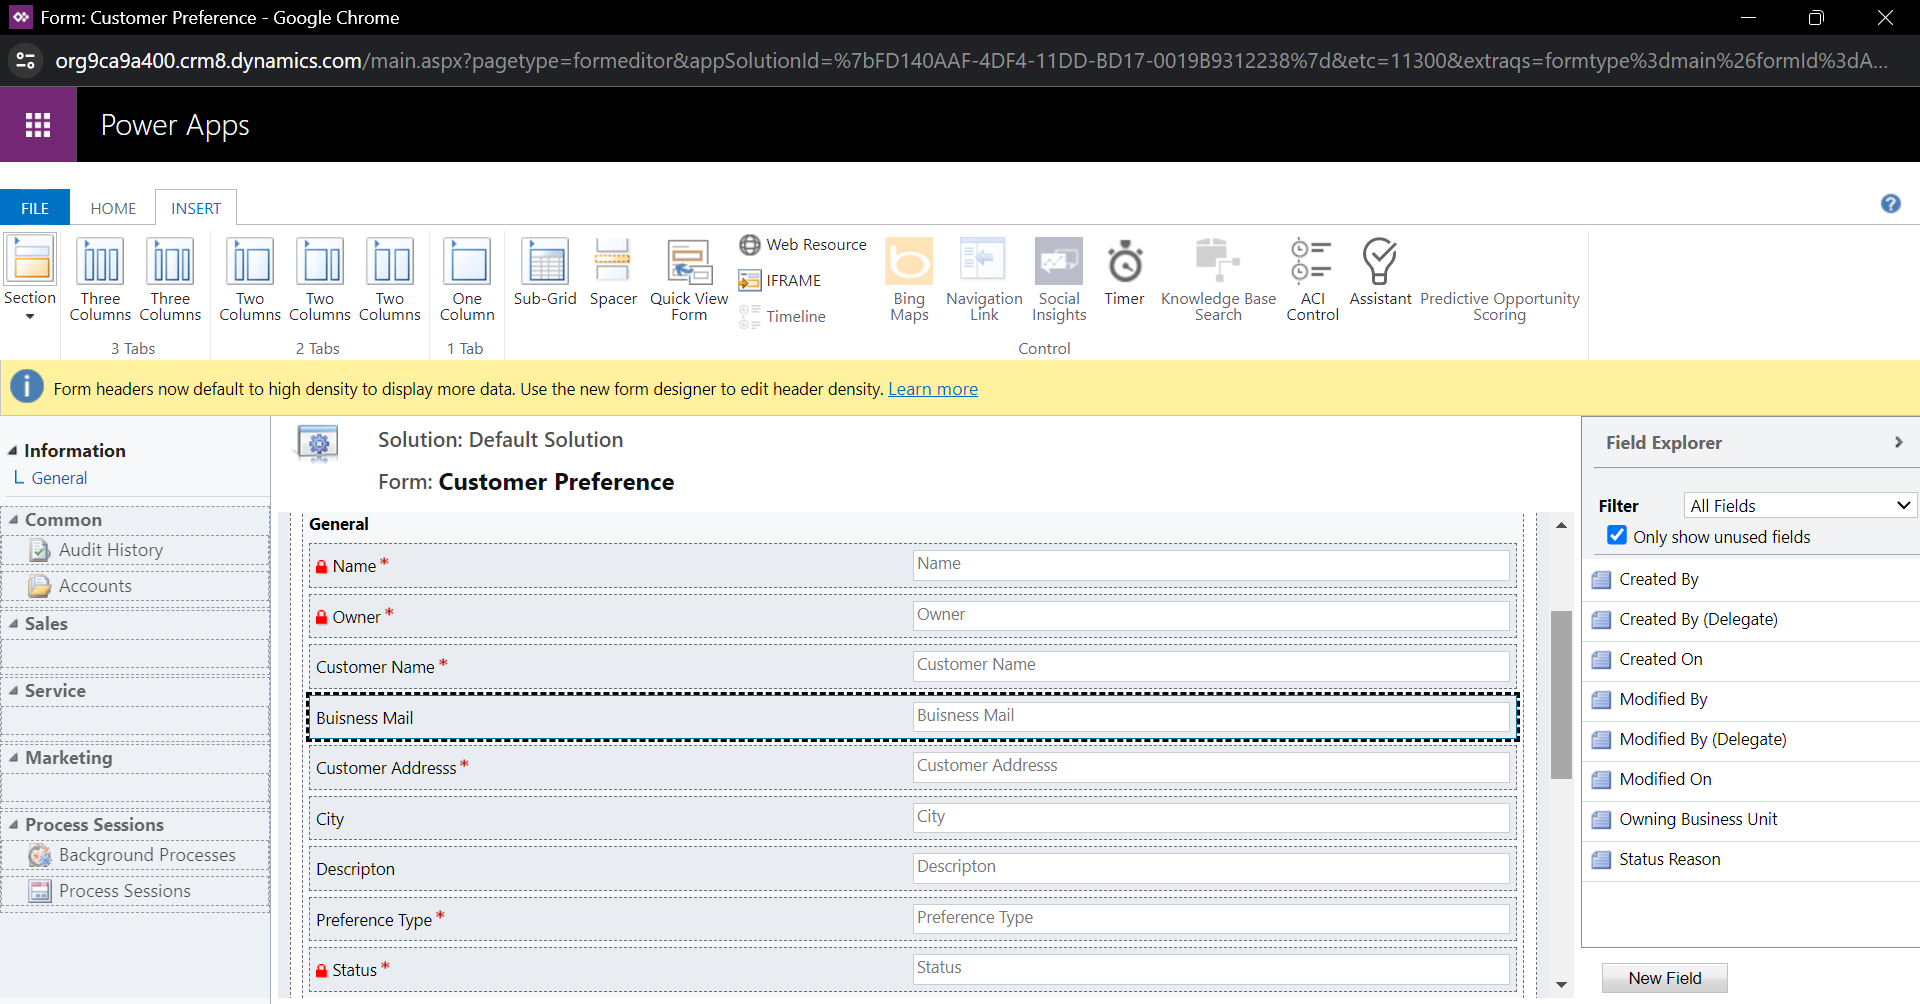 Form: Customer Preference - Google Chrome
org9ca9a400.crm8.dynamics.com/main.aspx?pagetype=formeditor&appSolutionId=%7bFD140AAF-4DF4-11DD-BD17-0019B9312238%7d&etc=11300&extraqs=formtype%3dmain%26formId%3dA...
Power Apps
FILE HOME INSERT
Section
Three Columns
Three Columns
3 Tabs
Two Columns
Two Columns
Two Columns
2 Tabs
One Column
1 Tab
Sub-Grid
Spacer
Quick View Form
Web Resource
IFRAME
Timeline
Bing Maps
Navigation Link
Social Insights
Timer
Knowledge Base Search
ACI Control
Assistant
Predictive Opportunity Scoring
Control
Form headers now default to high density to display more data. Use the new form designer to edit header density. Learn more
Information
General
Common
Audit History
Accounts
Sales
Service
Marketing
Process Sessions
Background Processes
Process Sessions
Solution: Default Solution
Form: Customer Preference
General
Name * Name
Owner * Owner
Customer Name * Customer Name
Buisness Mail Buisness Mail
Customer Addresss * Customer Addresss
City City
Descripton Descripton
Preference Type * Preference Type
Status * Status
Field Explorer
Filter All Fields
Only show unused fields
Created By
Created By (Delegate)
Created On
Modified By
Modified By (Delegate)
Modified On
Owning Business Unit
Status Reason
New Field